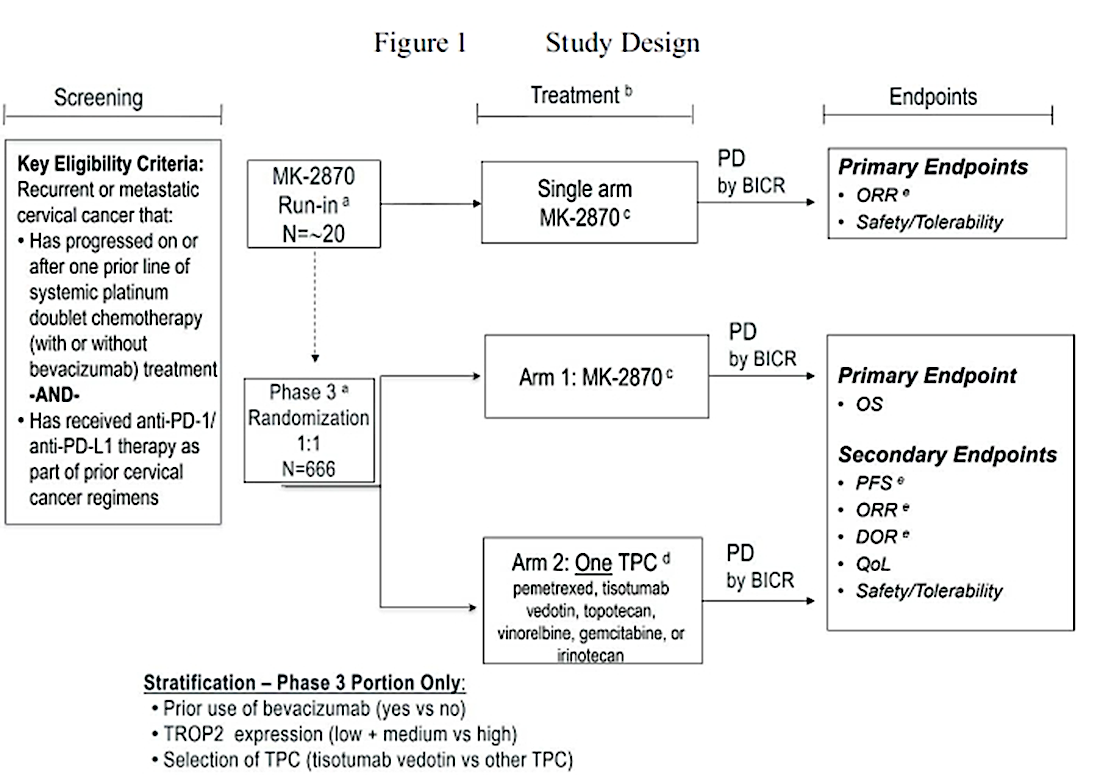 Figure 1 Study Design
Screening
Treatment b
Endpoints
Key Eligibility Criteria:
Recurrent or metastatic
cervical cancer that:
• Has progressed on or
after one prior line of
systemic platinum
doublet chemotherapy
(with or without
bevacizumab) treatment
-AND-
• Has received anti-PD-1/
anti-PD-L1 therapy as
part of prior cervical
cancer regimens
MK-2870
Run-in a
N=~20
Single arm
MK-2870 c
PD
by BICR
Primary Endpoints
• ORR e
• Safety/Tolerability
Phase 3 a
Randomization
1:1
N=666
Arm 1: MK-2870 c
PD
by BICR
Arm 2: One TPC d
pemetrexed, tisotumab
vedotin, topotecan,
vinorelbine, gemcitabine, or
irinotecan
PD
by BICR
Primary Endpoint
• OS
Secondary Endpoints
• PFS e
• ORR e
• DOR e
• QoL
• Safety/Tolerability
Stratification – Phase 3 Portion Only:
• Prior use of bevacizumab (yes vs no)
• TROP2 expression (low + medium vs high)
• Selection of TPC (tisotumab vedotin vs other TPC)